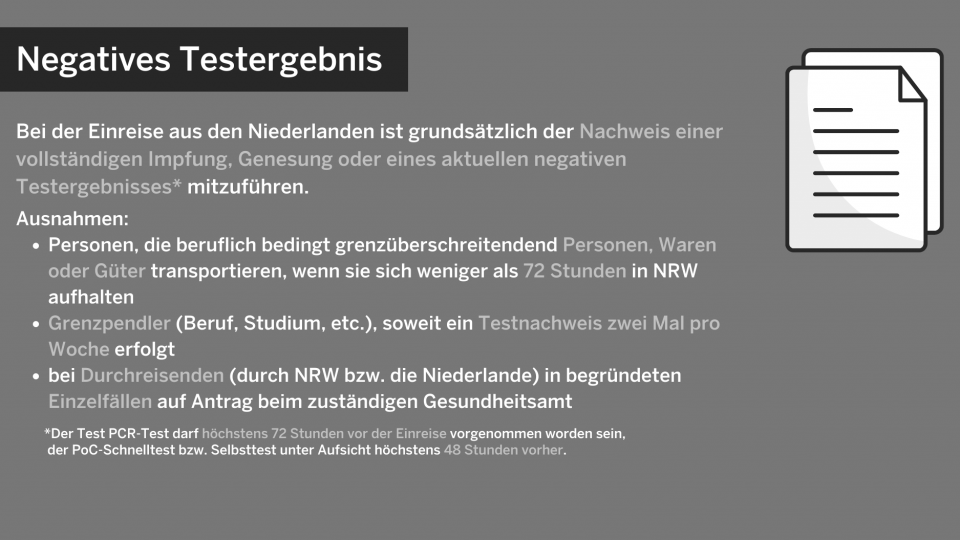 Negatives Testergebnis
Bei der Einreise aus den Niederlanden ist grundsätzlich der Nachweis einer
vollständigen Impfung, Genesung oder eines aktuellen negativen
Testergebnisses* mitzuführen.
Ausnahmen:
• Personen, die beruflich bedingt grenzüberschreitendend Personen, Waren
oder Güter transportieren, wenn sie sich weniger als 72 Stunden in NRW
aufhalten
• Grenzpendler (Beruf, Studium, etc.), soweit ein Testnachweis zwei Mal pro
Woche erfolgt
• bei Durchreisenden (durch NRW bzw. die Niederlande) in begründeten
Einzelfällen auf Antrag beim zuständigen Gesundheitsamt
*Der Test PCR-Test darf höchstens 72 Stunden vor der Einreise vorgenommen worden sein,
der PoC-Schnelltest bzw. Selbsttest unter Aufsicht höchstens 48 Stunden vorher.